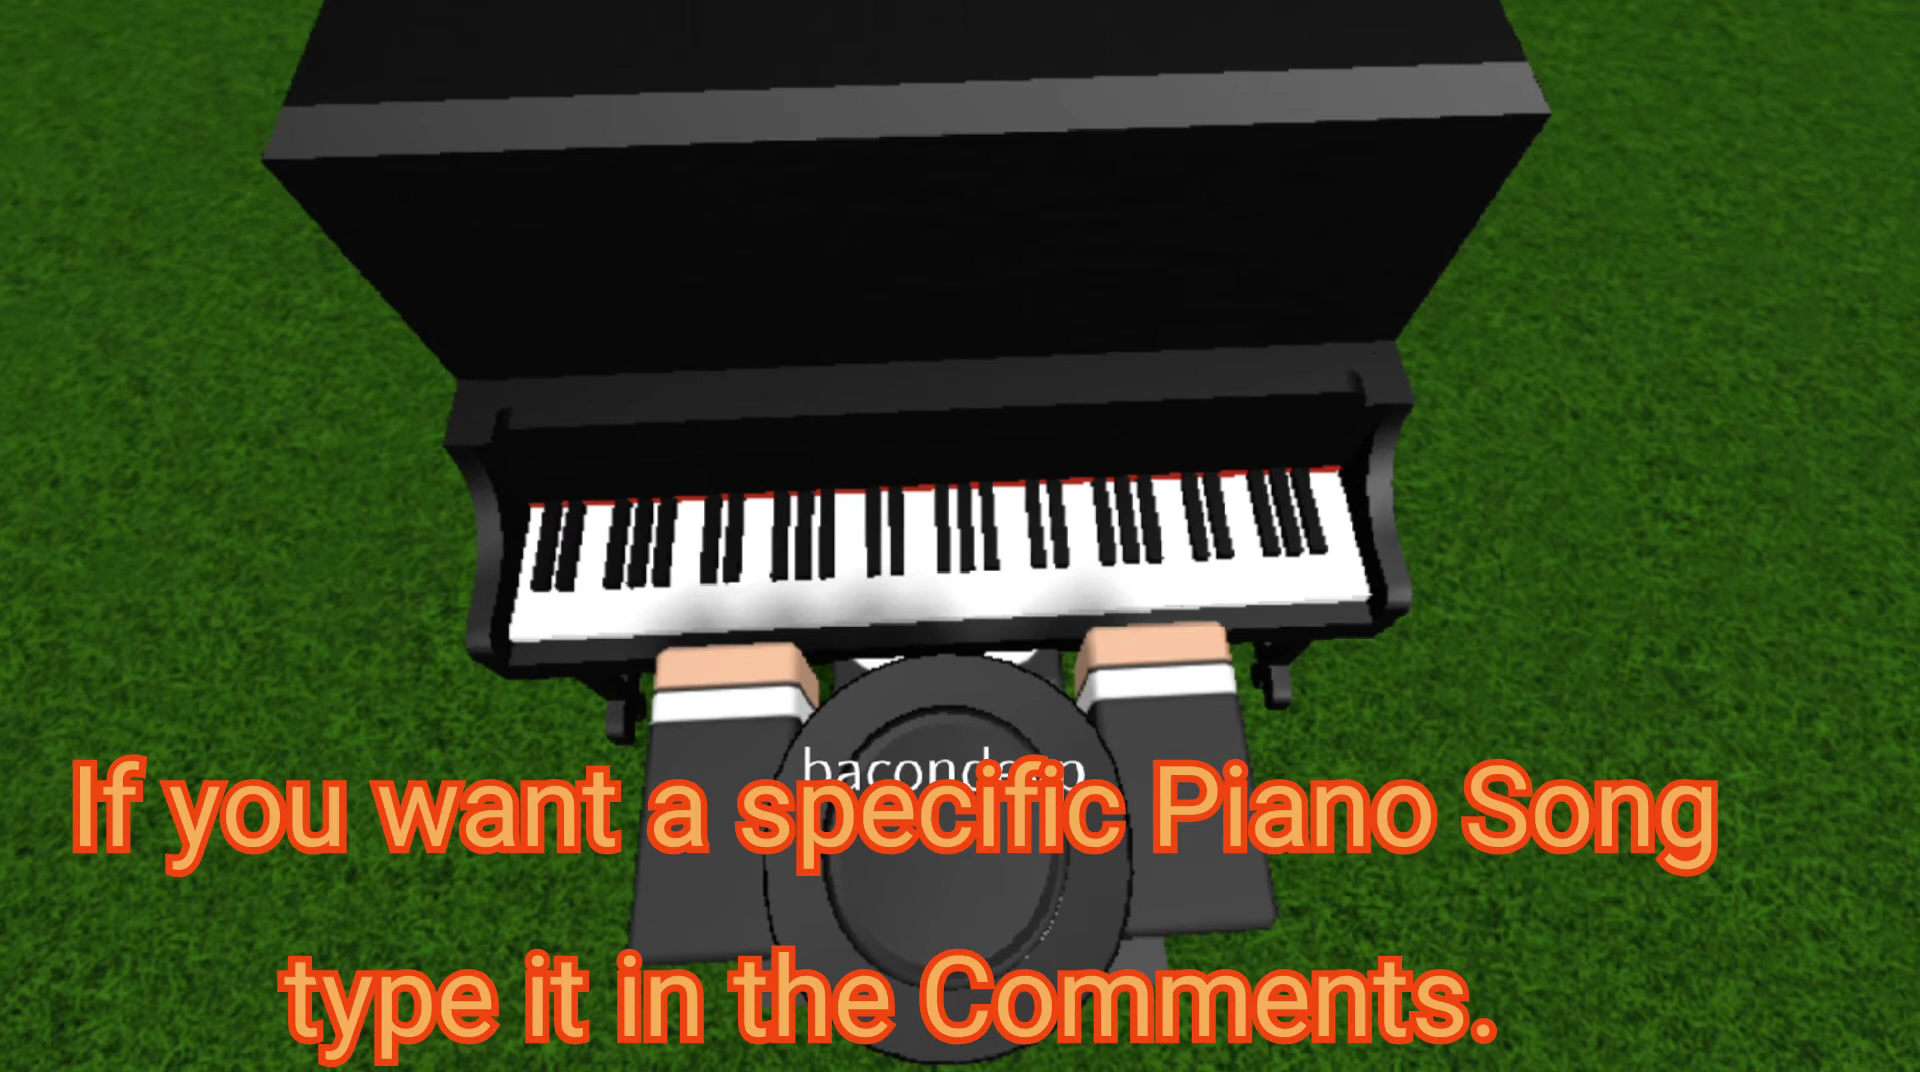 If you want a specific Piano Song
type it in the Comments.